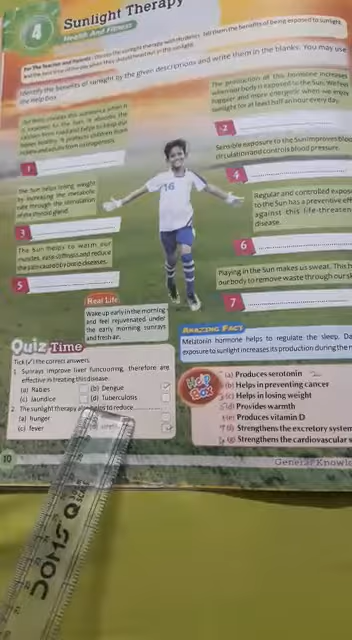 4
Sunlight Therapy
Health And Fitness
Identify the benefits of sunlight by the given descriptions and write them in the blanks. You may use
the Help Box.
The production of this hormone increases
when our body is exposed to the Sun. We feel
happier and more energetic when we enjoy
sunlight for at least half an hour every day.
1
2
Sensible exposure to the Sun improves bloo
circulation and controls blood pressure.
The Sun helps losing weight
by increasing the metabolic
rate through the stimulation
of the thyroid gland.
3
4
Regular and controlled expos
to the Sun has a preventive eff
against this life-threaten
disease.
The Sun helps to warm our
muscles, ease stiffness and reduce
the pain caused by bone diseases.
5
6
Playing in the Sun makes us sweat. This h
our body to remove waste through our sk
7
16
Real Life
Wake up early in the morning
and feel rejuvenated under
the early morning sunrays
and fresh air.
AMAZING FACT
Melatonin hormone helps to regulate the sleep. Da
exposure to sunlight increases its production during the n
Quiz Time
Tick (✓) the correct answers.
1. Sunrays improve liver functioning, therefore are
effective in treating this disease.
(a) Rabies
(b) Dengue
(c) Jaundice
(d) Tuberculosis
2. The sunlight therapy also helps to reduce
(a) hunger
(c) fever
Help Box
(a) Produces serotonin
(b) Helps in preventing cancer
(c) Helps in losing weight
(d) Provides warmth
(e) Produces vitamin D
(f) Strengthens the excretory system
(g) Strengthens the cardiovascular s
10
General Knowle
DOMS
SCALE